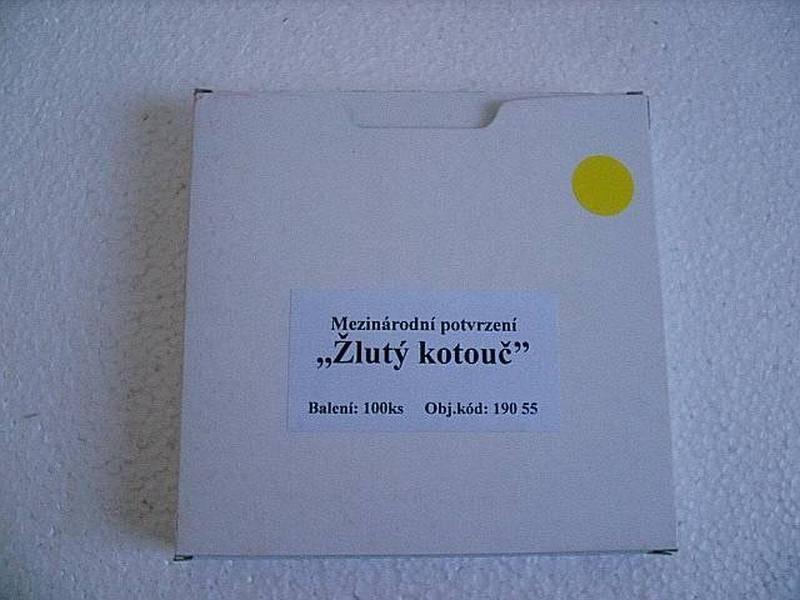 Mezinárodní potvrzení
„Žlutý kotouč”
Balení: 100ks Obj.kód: 190 55